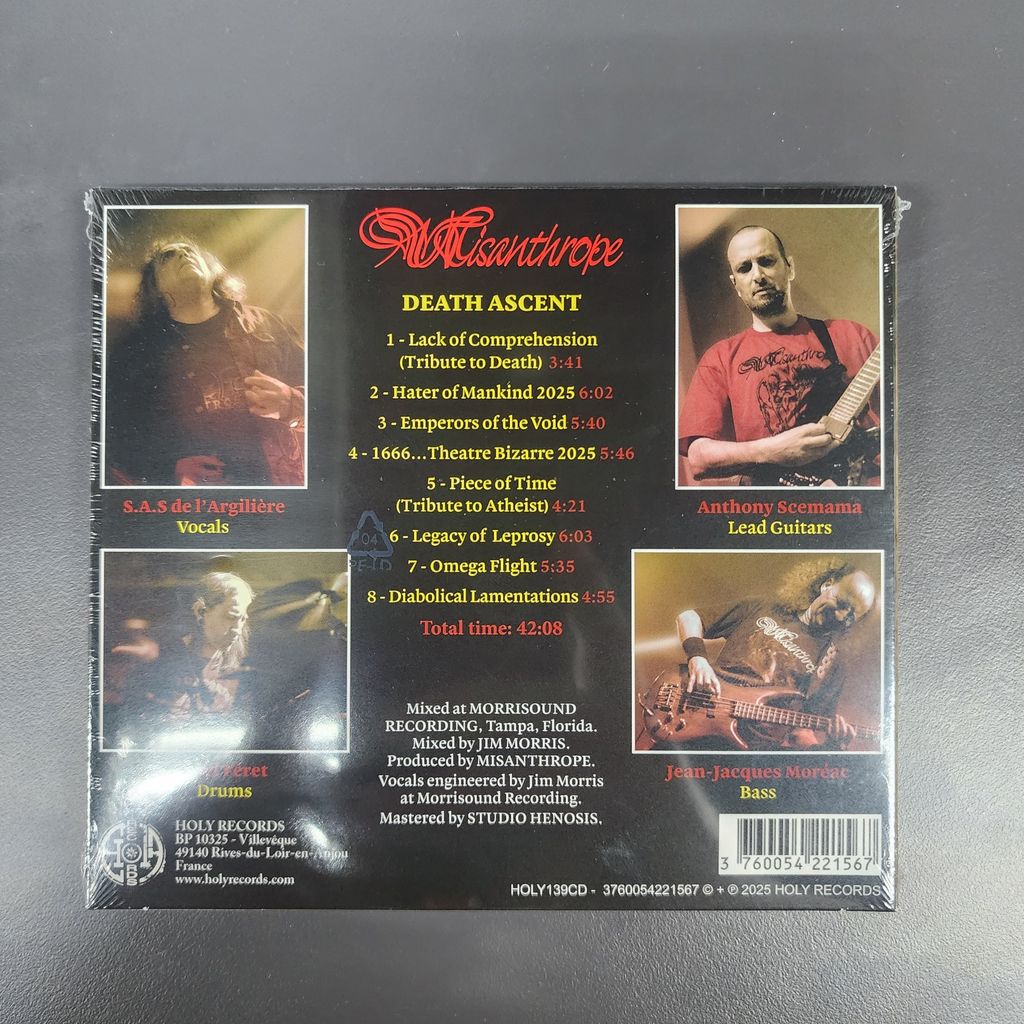 Misanthrope
DEATH ASCENT
1 - Lack of Comprehension
(Tribute to Death) 3:41
2 - Hater of Mankind 2025 6:02
3 - Emperors of the Void 5:40
4 - 1666...Theatre Bizarre 2025 5:46
5 - Piece of Time
(Tribute to Atheist) 4:21
6 - Legacy of Leprosy 6:03
7 - Omega Flight 5:35
8 - Diabolical Lamentations 4:55
Total time: 42:08
S.A.S de l'Argilière
Vocals
Anthony Scemama
Lead Guitars
Misanthrope
04
PE-LD
Misanthrope
Féret
Drums
Jean-Jacques Moréac
Bass
Mixed at MORRISOUND
RECORDING, Tampa, Florida.
Mixed by JIM MORRIS.
Produced by MISANTHROPE.
Vocals engineered by Jim Morris
at Morrisound Recording.
Mastered by STUDIO HENOSIS.
HOLY RECORDS
BP 10325 - Villevêque
49140 Rives-du-Loir-en-Anjou
France
www.holyrecords.com
3 760054 221567
HOLY139CD - 3760054221567 © + ℗ 2025 HOLY RECORDS